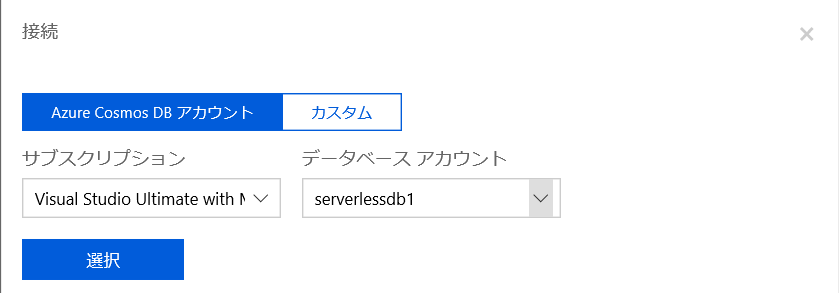 接続
Azure Cosmos DB アカウント
カスタム
サブスクリプション
データベース アカウント
Visual Studio Ultimate with
serverlessdb1
選択